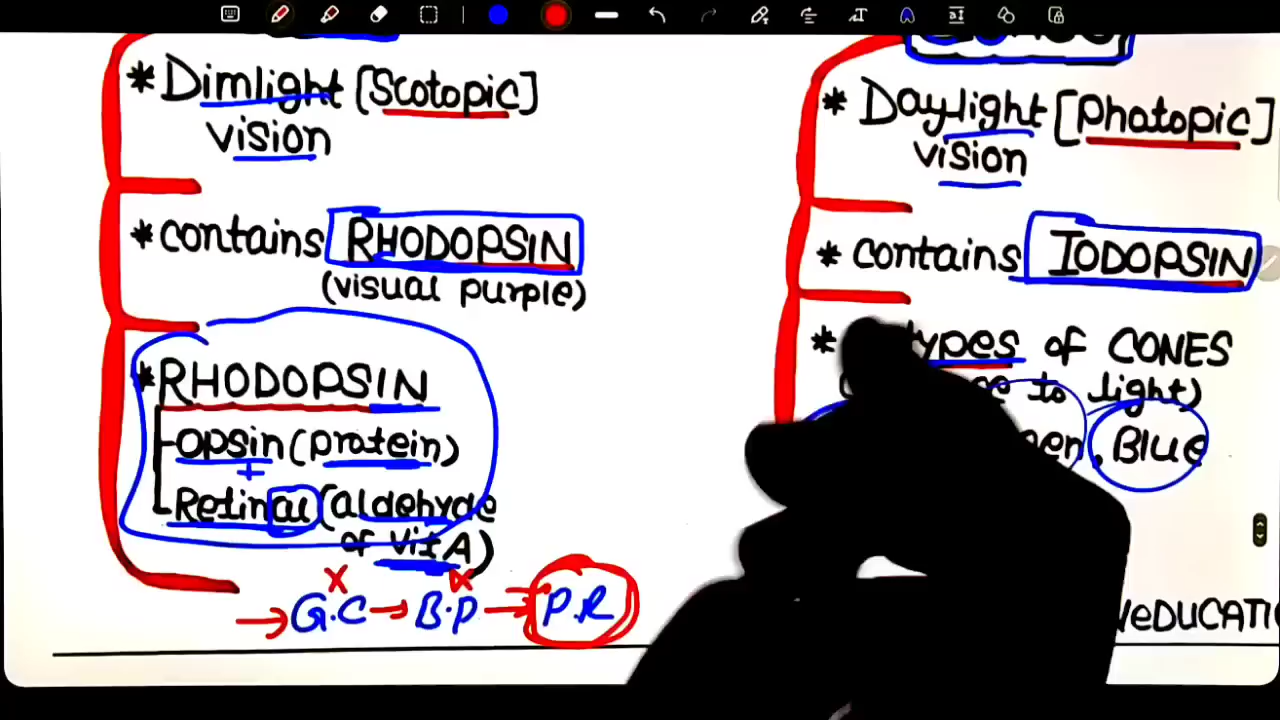 * Dimlight [Scotopic]
vision
* contains RHODOPSIN
(visual purple)
* RHODOPSIN
opsin (protein)
+
Retinal (aldehyde
of Vit A)
→ G.C → B.P → P.R
* Daylight [Photopic]
vision
* contains IODOPSIN
* types of CONES
to light)
, Blue